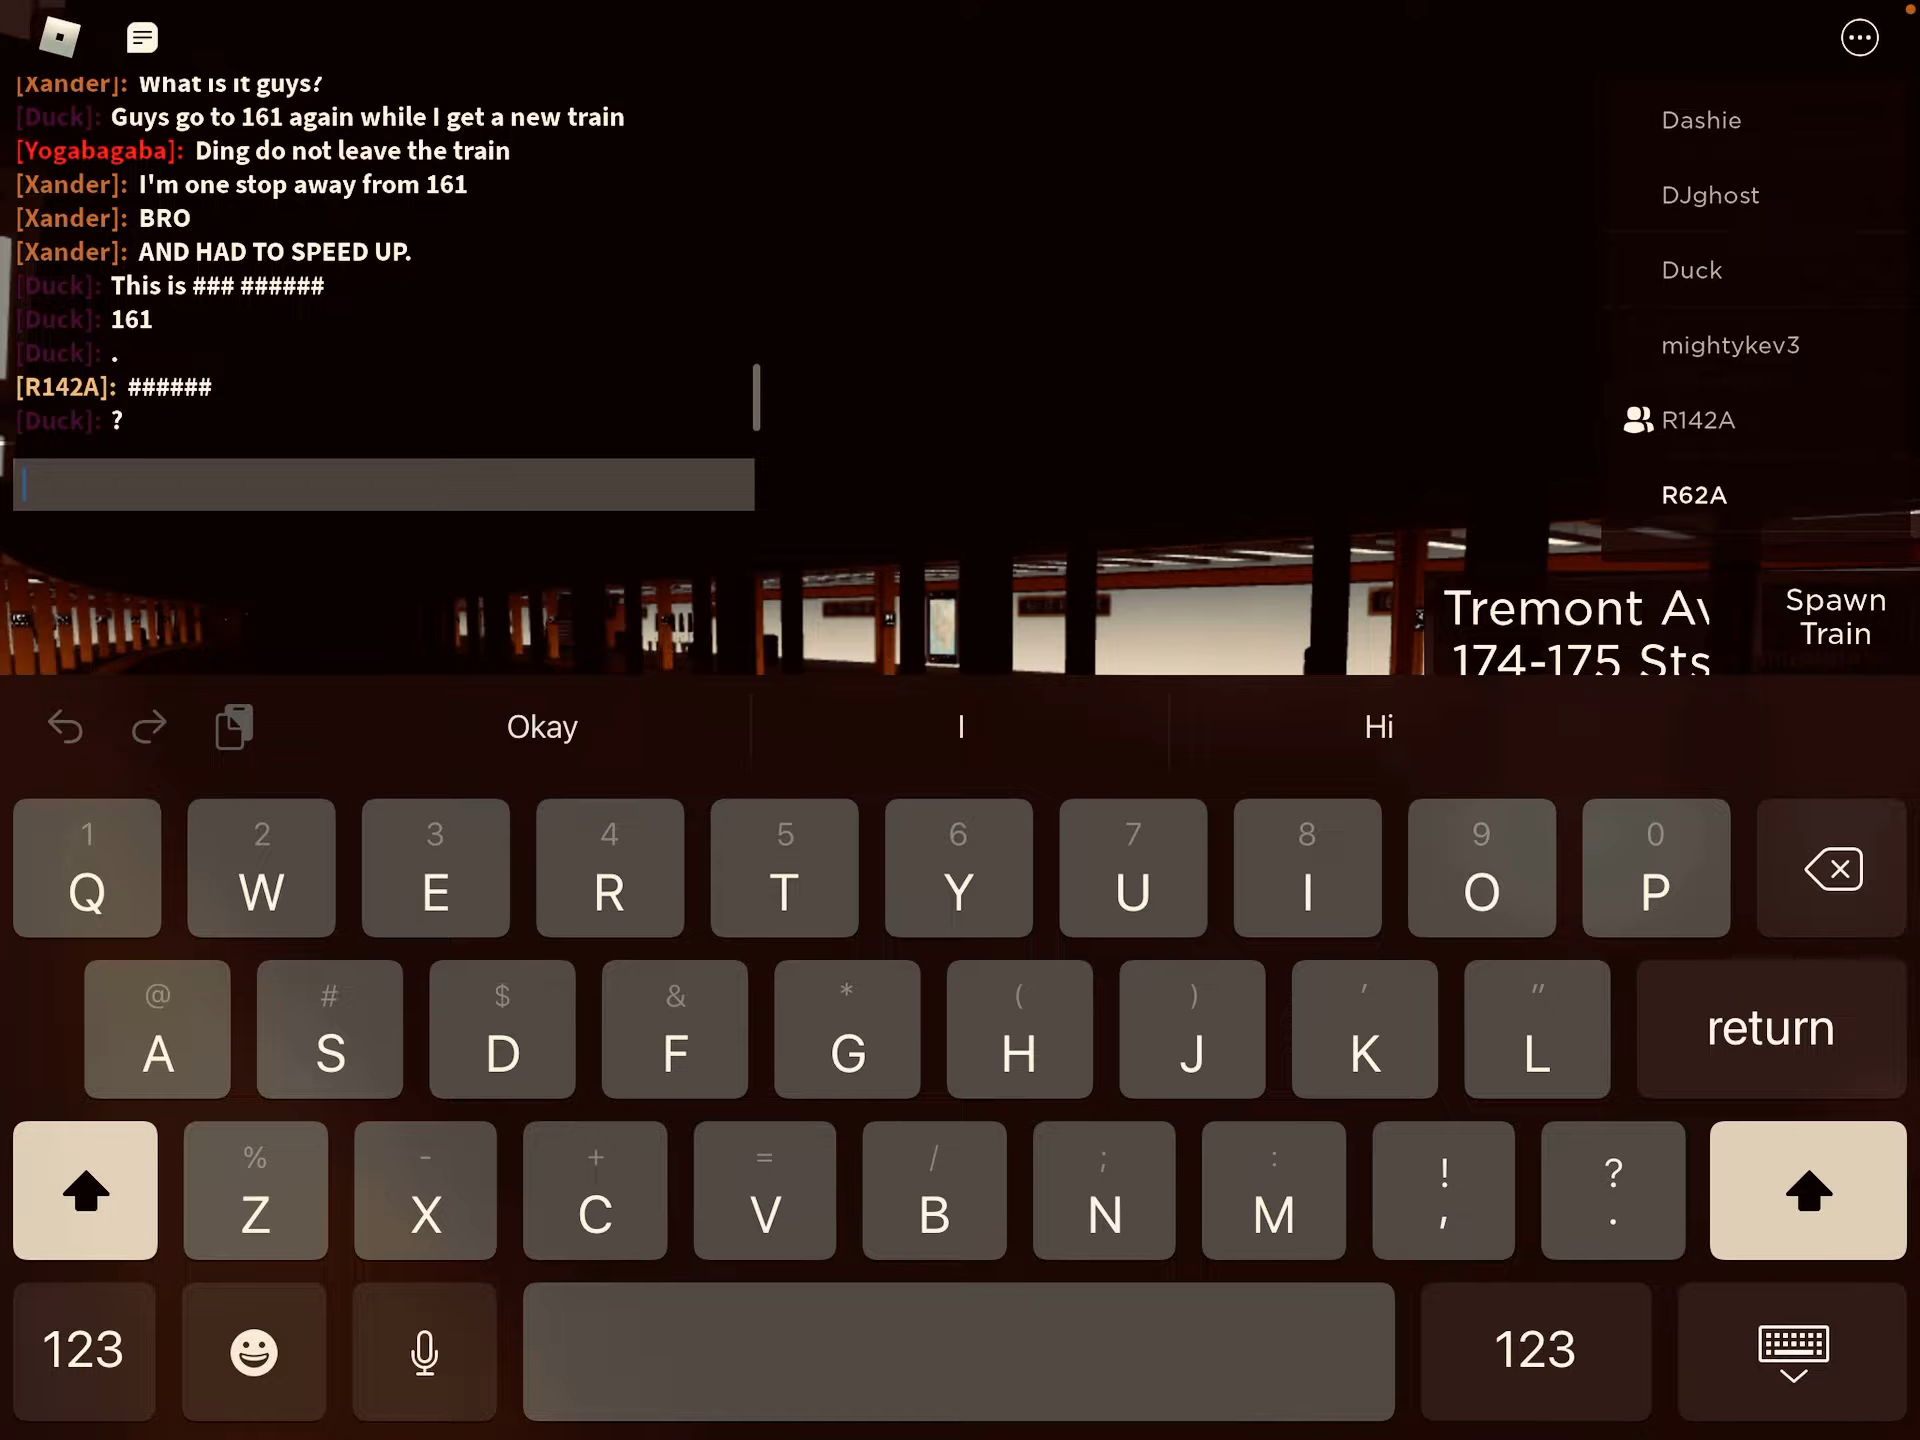 [Xander]: What is it guys?
[Duck]: Guys go to 161 again while I get a new train
[Yogabagaba]: Ding do not leave the train
[Xander]: I'm one stop away from 161
[Xander]: BRO
[Xander]: AND HAD TO SPEED UP.
[Duck]: This is ### ######
[Duck]: 161
[Duck]: .
[R142A]: ######
[Duck]: ?
Dashie
DJghost
Duck
mightykev3
R142A
R62A
Tremont Av
174-175 Sts
Spawn
Train
Okay I Hi
1 2 3 4 5 6 7 8 9 0
Q W E R T Y U I O P
@ # $ & * ( ) ' "
A S D F G H J K L return
% - + = / ; : ! ?
Z X C V B N M , .
123 123